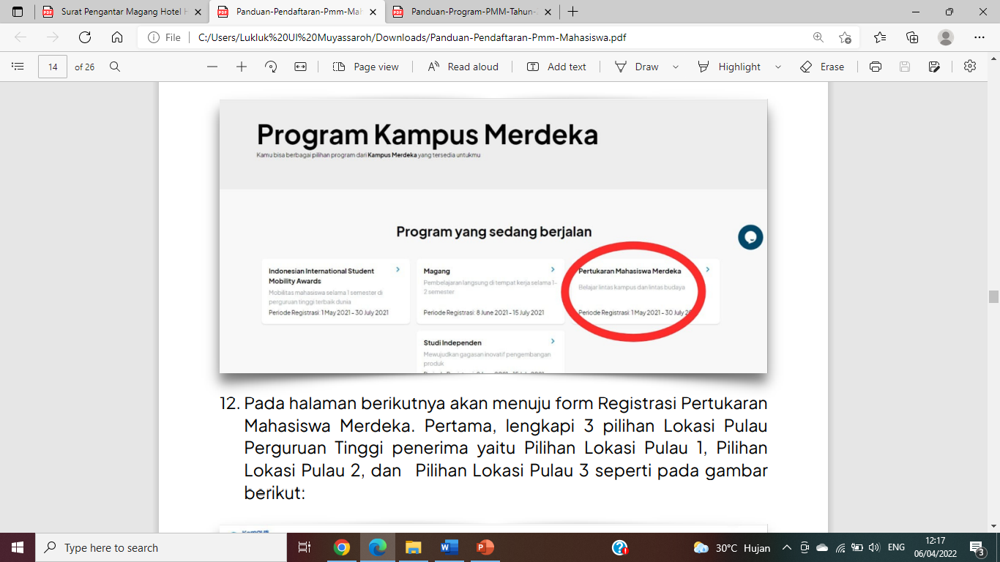 Surat Pengantar Magang Hotel H
Panduan-Pendaftaran-Pmm-Mah
Panduan-Program-PMM-Tahun-
File
C:/Users/Lukluk%20Ul%20Muyassaroh/Downloads/Panduan-Pendaftaran-Pmm-Mahasiswa.pdf
14 of 26
Page view
Read aloud
Add text
Draw
Highlight
Erase
Program Kampus Merdeka
Kamu bisa berbagai pilihan program dari Kampus Merdeka yang tersedia untukmu
Program yang sedang berjalan
Indonesian International Student
Mobility Awards
Mobilitas mahasiswa selama 1 semester di
perguruan tinggi terbaik dunia
Periode Registrasi: 1 May 2021 - 30 July 2021
Magang
Pembelajaran langsung di tempat kerja selama 1-
2 semester
Periode Registrasi: 8 June 2021 - 15 July 2021
Pertukaran Mahasiswa Merdeka
Belajar lintas kampus dan lintas budaya
Periode Registrasi: 1 May 2021 - 30 July
Studi Independen
Mewujudkan gagasan inovatif pengembangan
produk
12. Pada halaman berikutnya akan menuju form Registrasi Pertukaran
Mahasiswa Merdeka. Pertama, lengkapi 3 pilihan Lokasi Pulau
Perguruan Tinggi penerima yaitu Pilihan Lokasi Pulau 1, Pilihan
Lokasi Pulau 2, dan Pilihan Lokasi Pulau 3 seperti pada gambar
berikut:
Type here to search
30°C Hujan
ENG
12:17
06/04/2022
3